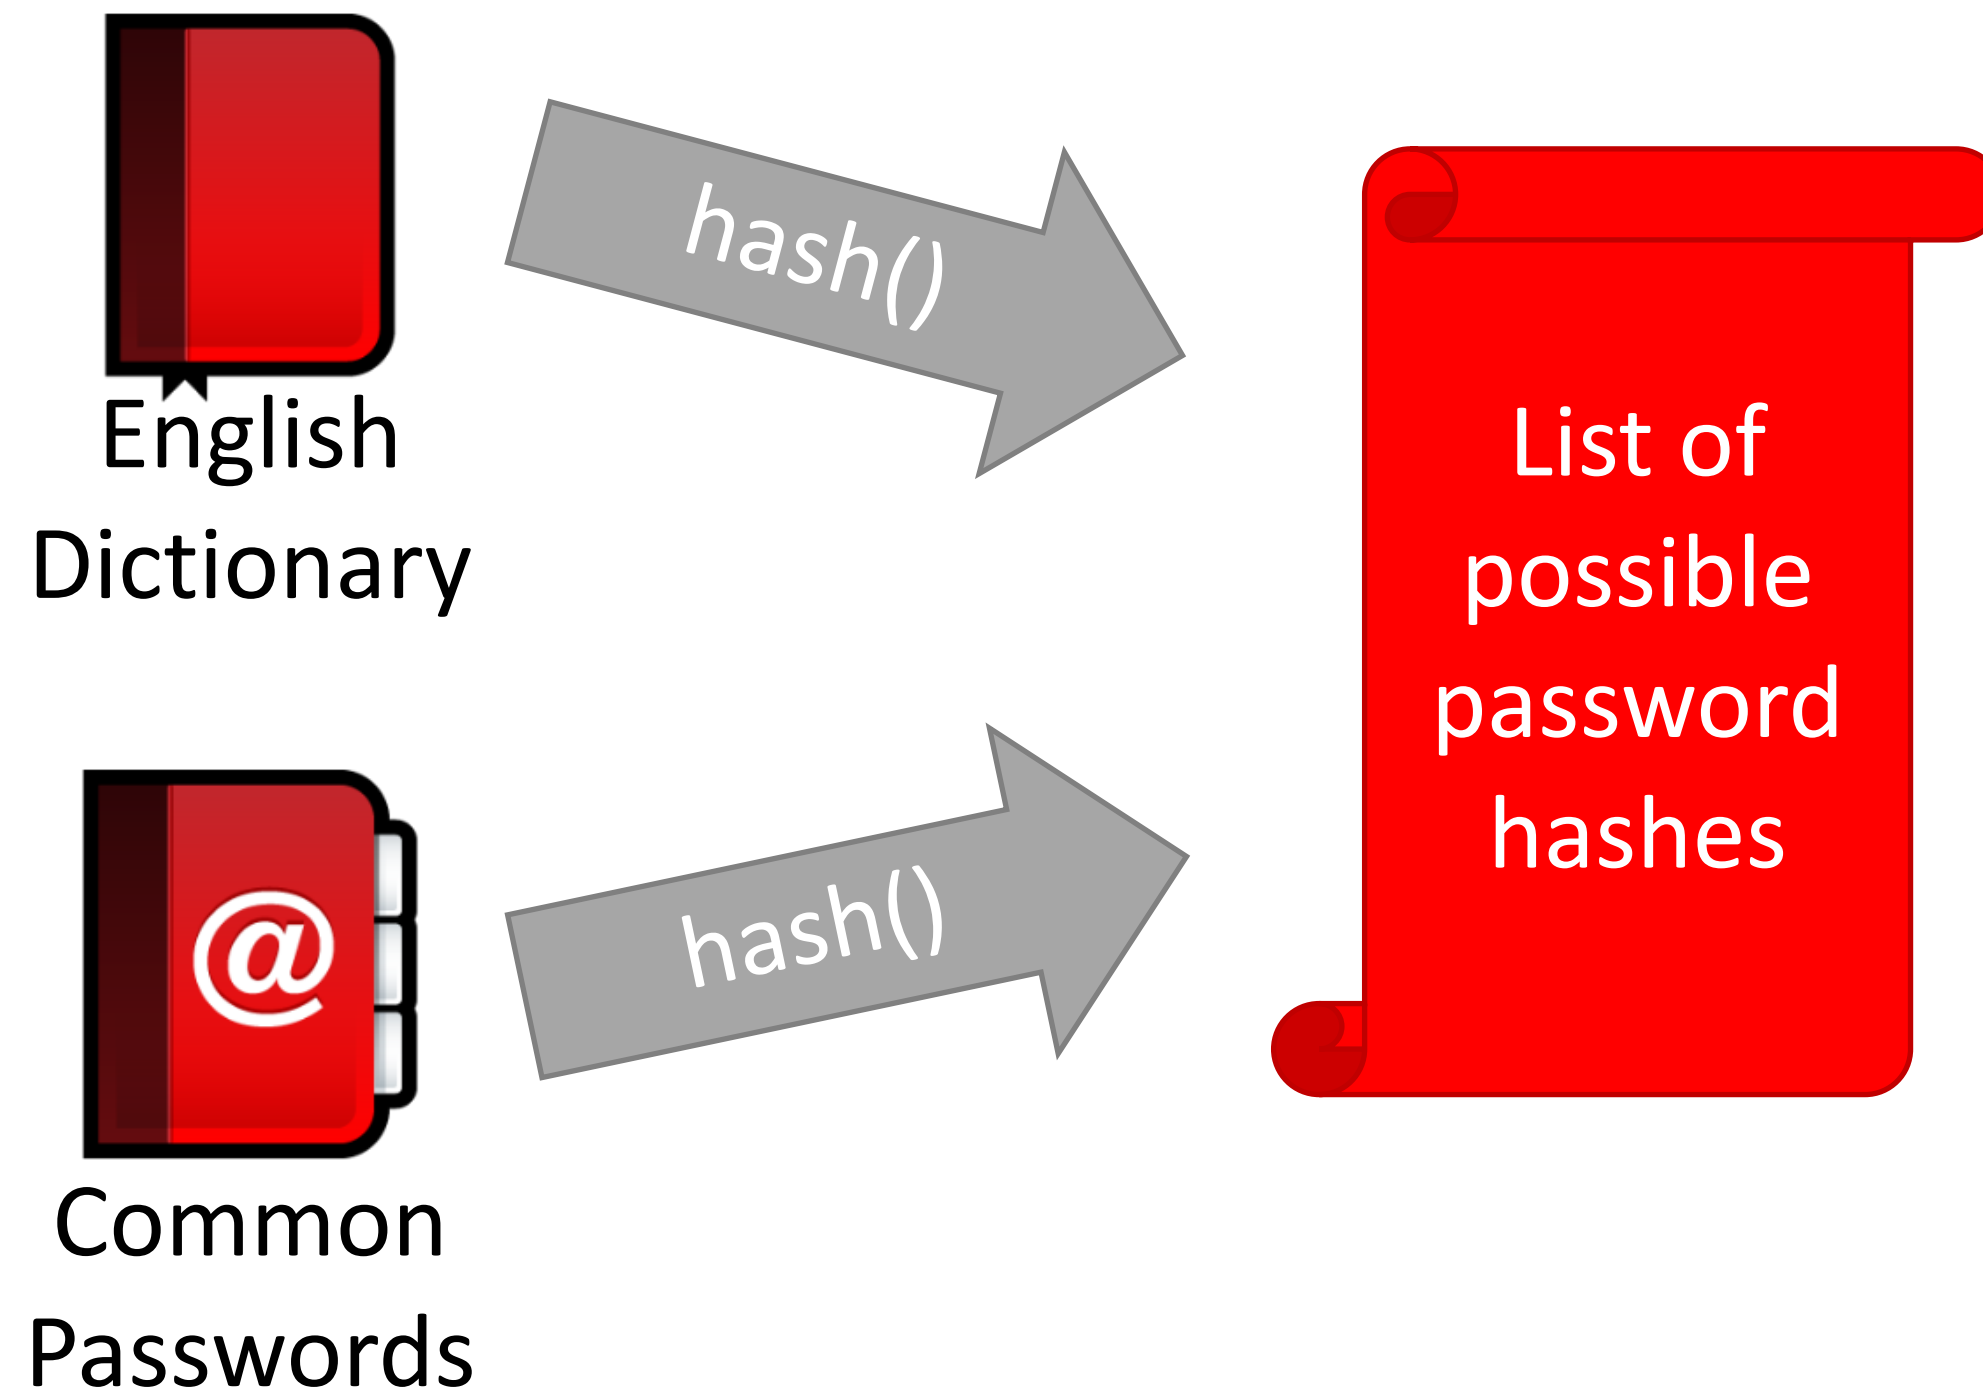 English
Dictionary
hash()
List of
possible
password
hashes
@
hash()
Common
Passwords